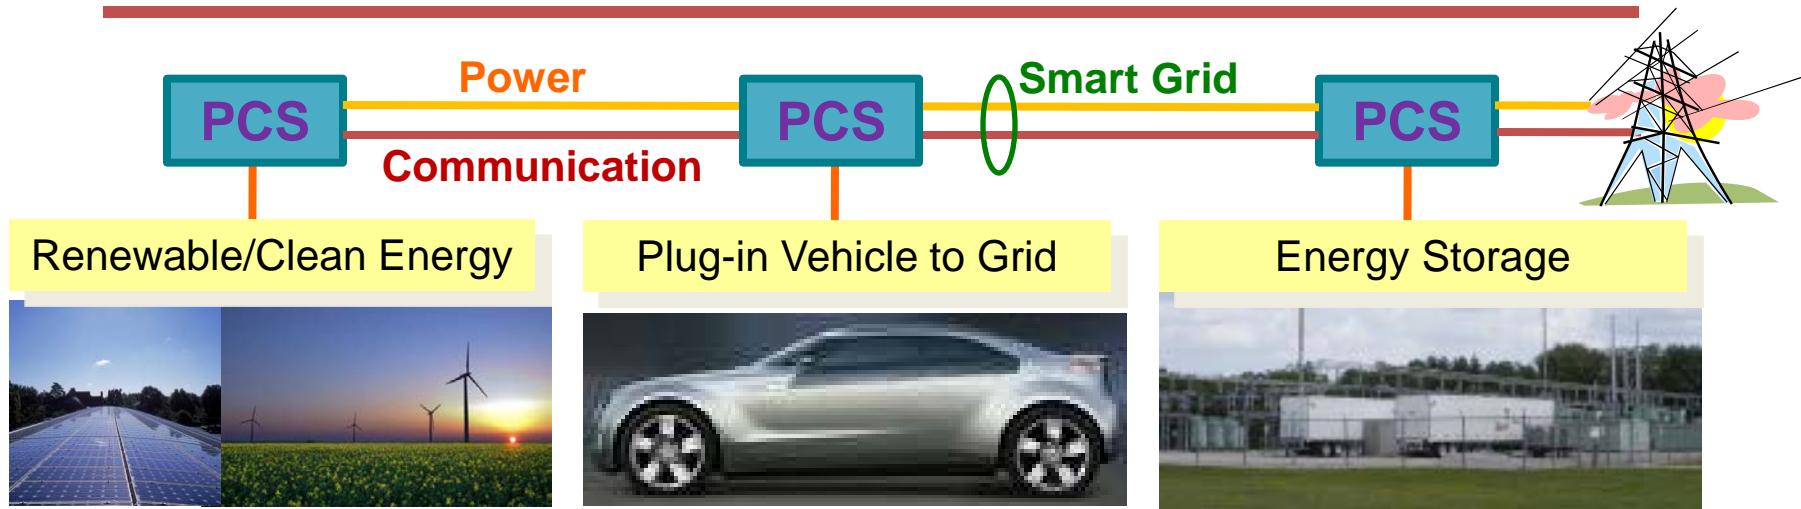 Power
Smart Grid
PCS
PCS
PCS
Communication
Renewable/Clean Energy
Plug-in Vehicle to Grid
Energy Storage